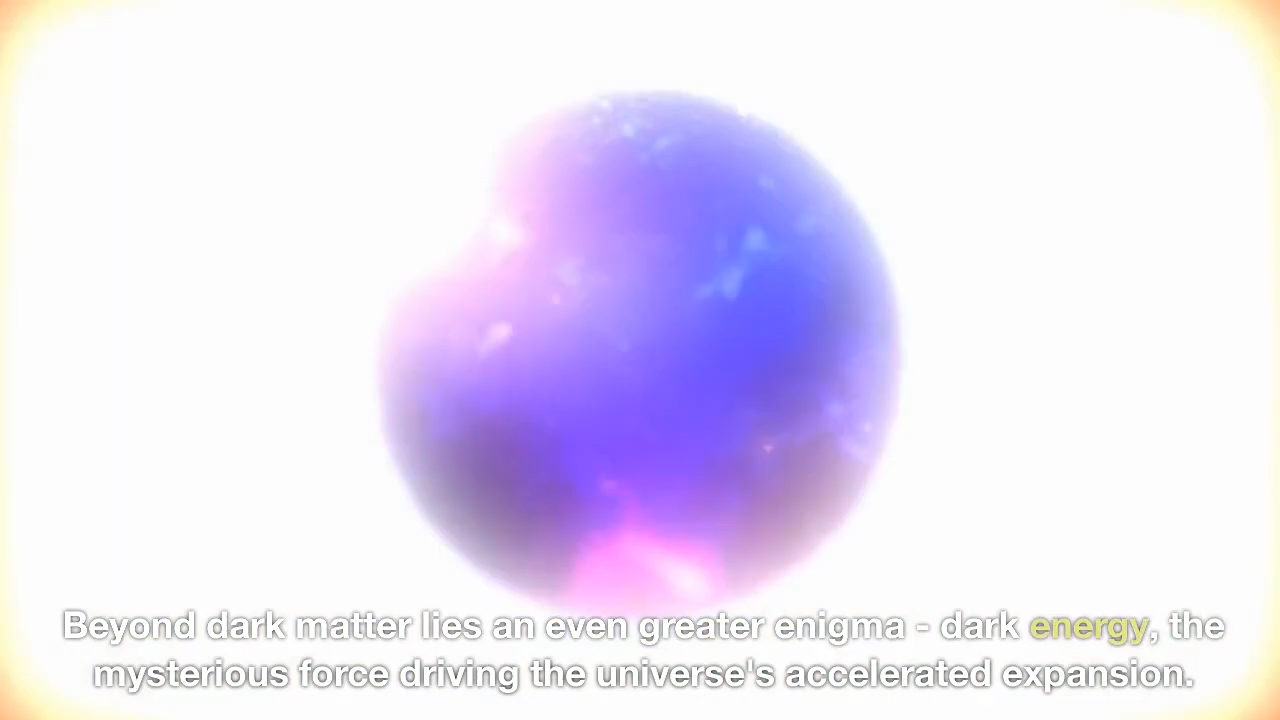 Beyond dark matter lies an even greater enigma - dark energy, the
mysterious force driving the universe's accelerated expansion.